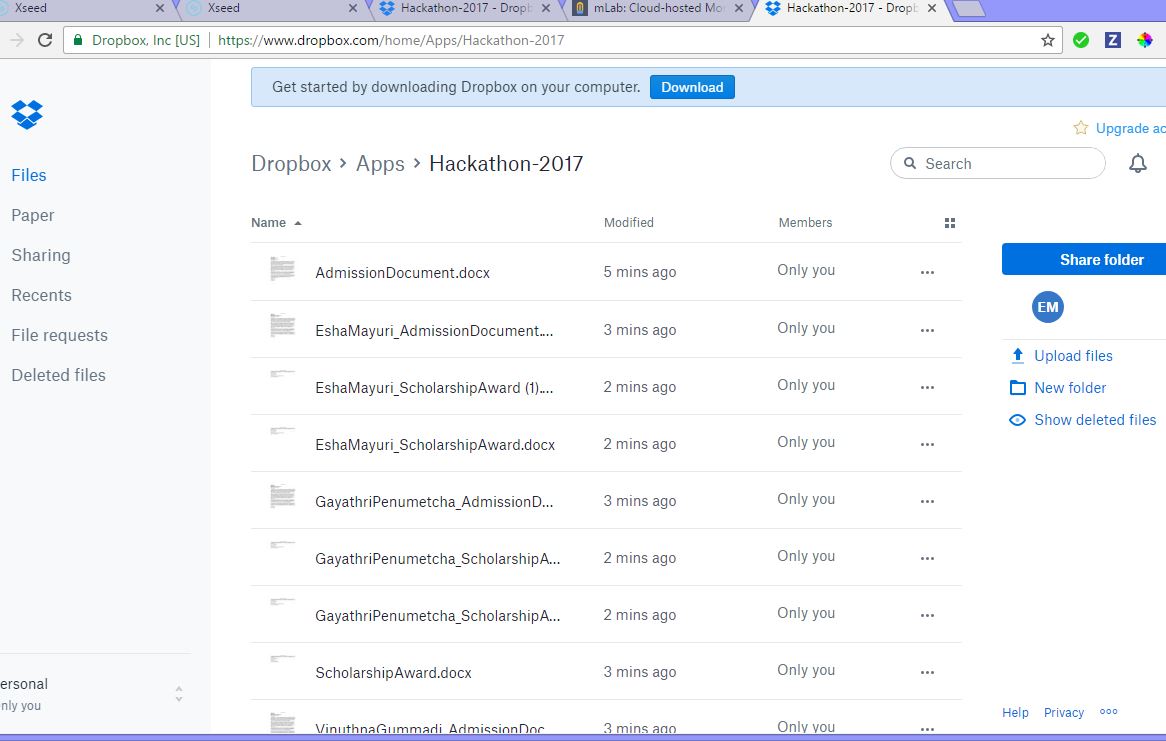 Xseed
Xseed
Hackathon-2017 - Dropb
mLab: Cloud-hosted Mon
Hackathon-2017 - Dropb
Dropbox, Inc [US] https://www.dropbox.com/home/Apps/Hackathon-2017
Z
Get started by downloading Dropbox on your computer. Download
Upgrade ac
Dropbox › Apps › Hackathon-2017
Search
Files
Paper
Sharing
Recents
File requests
Deleted files
ersonal
nly you
Name Modified Members
AdmissionDocument.docx 5 mins ago Only you
EshaMayuri_AdmissionDocument.... 3 mins ago Only you
EshaMayuri_ScholarshipAward (1).... 2 mins ago Only you
EshaMayuri_ScholarshipAward.docx 2 mins ago Only you
GayathriPenumetcha_AdmissionD... 3 mins ago Only you
GayathriPenumetcha_ScholarshipA... 2 mins ago Only you
GayathriPenumetcha_ScholarshipA... 2 mins ago Only you
ScholarshipAward.docx 3 mins ago Only you
VinuthnaGummadi_AdmissionDoc... 3 mins ago Only you
Share folder
EM
Upload files
New folder
Show deleted files
Help Privacy